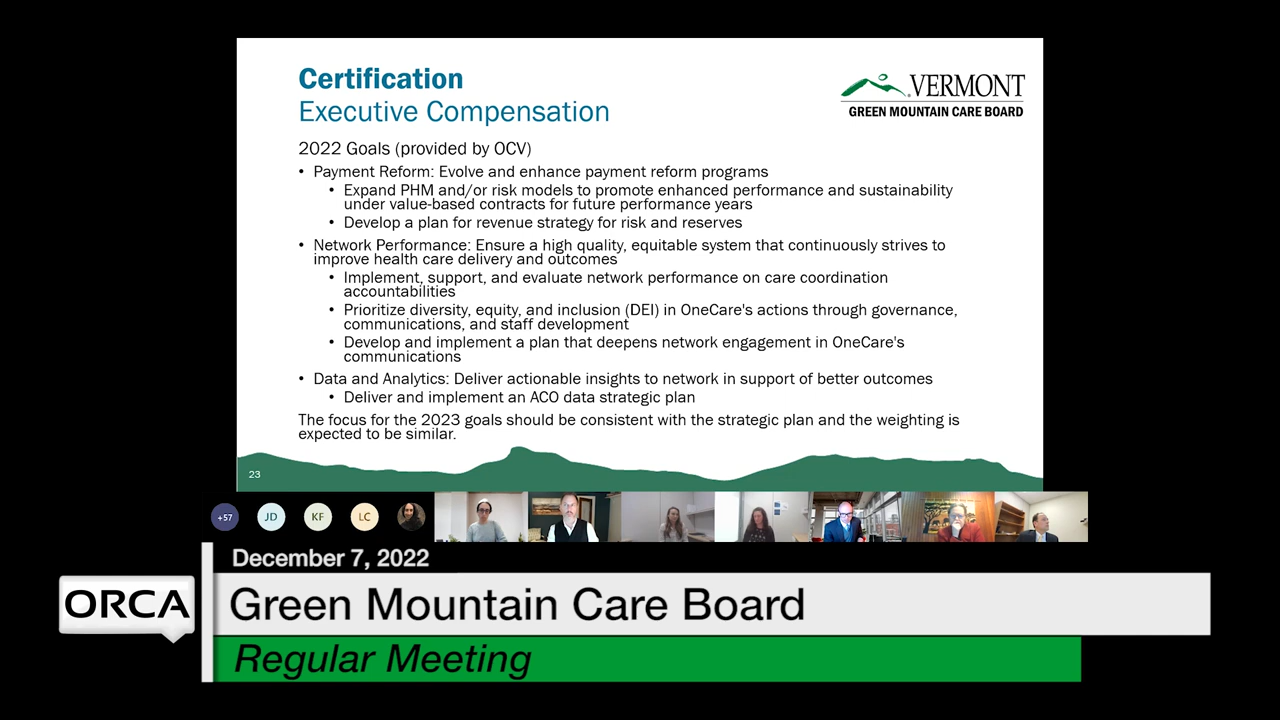 Certification
Executive Compensation
VERMONT
GREEN MOUNTAIN CARE BOARD
2022 Goals (provided by OCV)
• Payment Reform: Evolve and enhance payment reform programs
• Expand PHM and/or risk models to promote enhanced performance and sustainability
under value-based contracts for future performance years
• Develop a plan for revenue strategy for risk and reserves
• Network Performance: Ensure a high quality, equitable system that continuously strives to
improve health care delivery and outcomes
• Implement, support, and evaluate network performance on care coordination
accountabilities
• Prioritize diversity, equity, and inclusion (DEI) in OneCare's actions through governance,
communications, and staff development
• Develop and implement a plan that deepens network engagement in OneCare's
communications
• Data and Analytics: Deliver actionable insights to network in support of better outcomes
• Deliver and implement an ACO data strategic plan
The focus for the 2023 goals should be consistent with the strategic plan and the weighting is
expected to be similar.
23
+57 JD KF LC
December 7, 2022
ORCA
Green Mountain Care Board
Regular Meeting